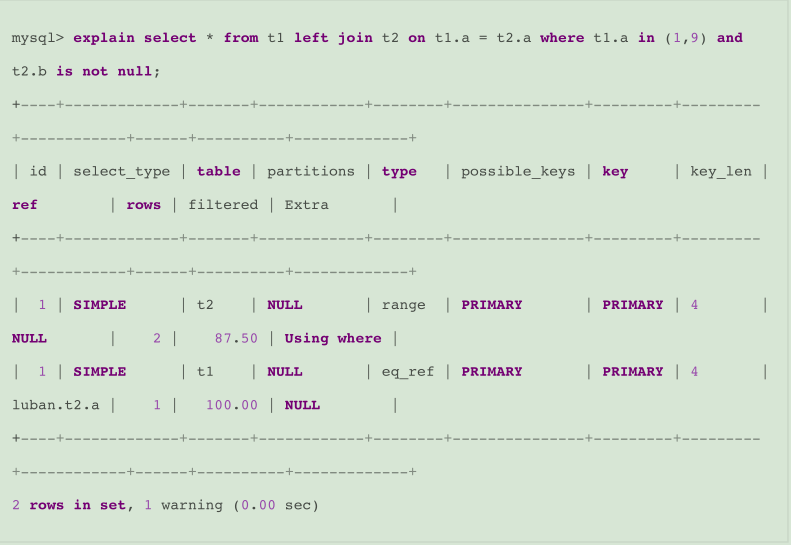 mysql> explain select * from t1 left join t2 on t1.a = t2.a where t1.a in (1,9) and
t2.b is not null;
+----+-------------+-------+------------+--------+---------------+---------+---------
+------------+------+----------+-------------+
| id | select_type | table | partitions | type   | possible_keys | key     | key_len |
ref        | rows | filtered | Extra       |
+----+-------------+-------+------------+--------+---------------+---------+---------
+------------+------+----------+-------------+
|  1 | SIMPLE      | t2    | NULL       | range  | PRIMARY       | PRIMARY | 4       |
NULL       |    2 |    87.50 | Using where |
|  1 | SIMPLE      | t1    | NULL       | eq_ref | PRIMARY       | PRIMARY | 4       |
luban.t2.a |    1 |   100.00 | NULL        |
+----+-------------+-------+------------+--------+---------------+---------+---------
+------------+------+----------+-------------+
2 rows in set, 1 warning (0.00 sec)